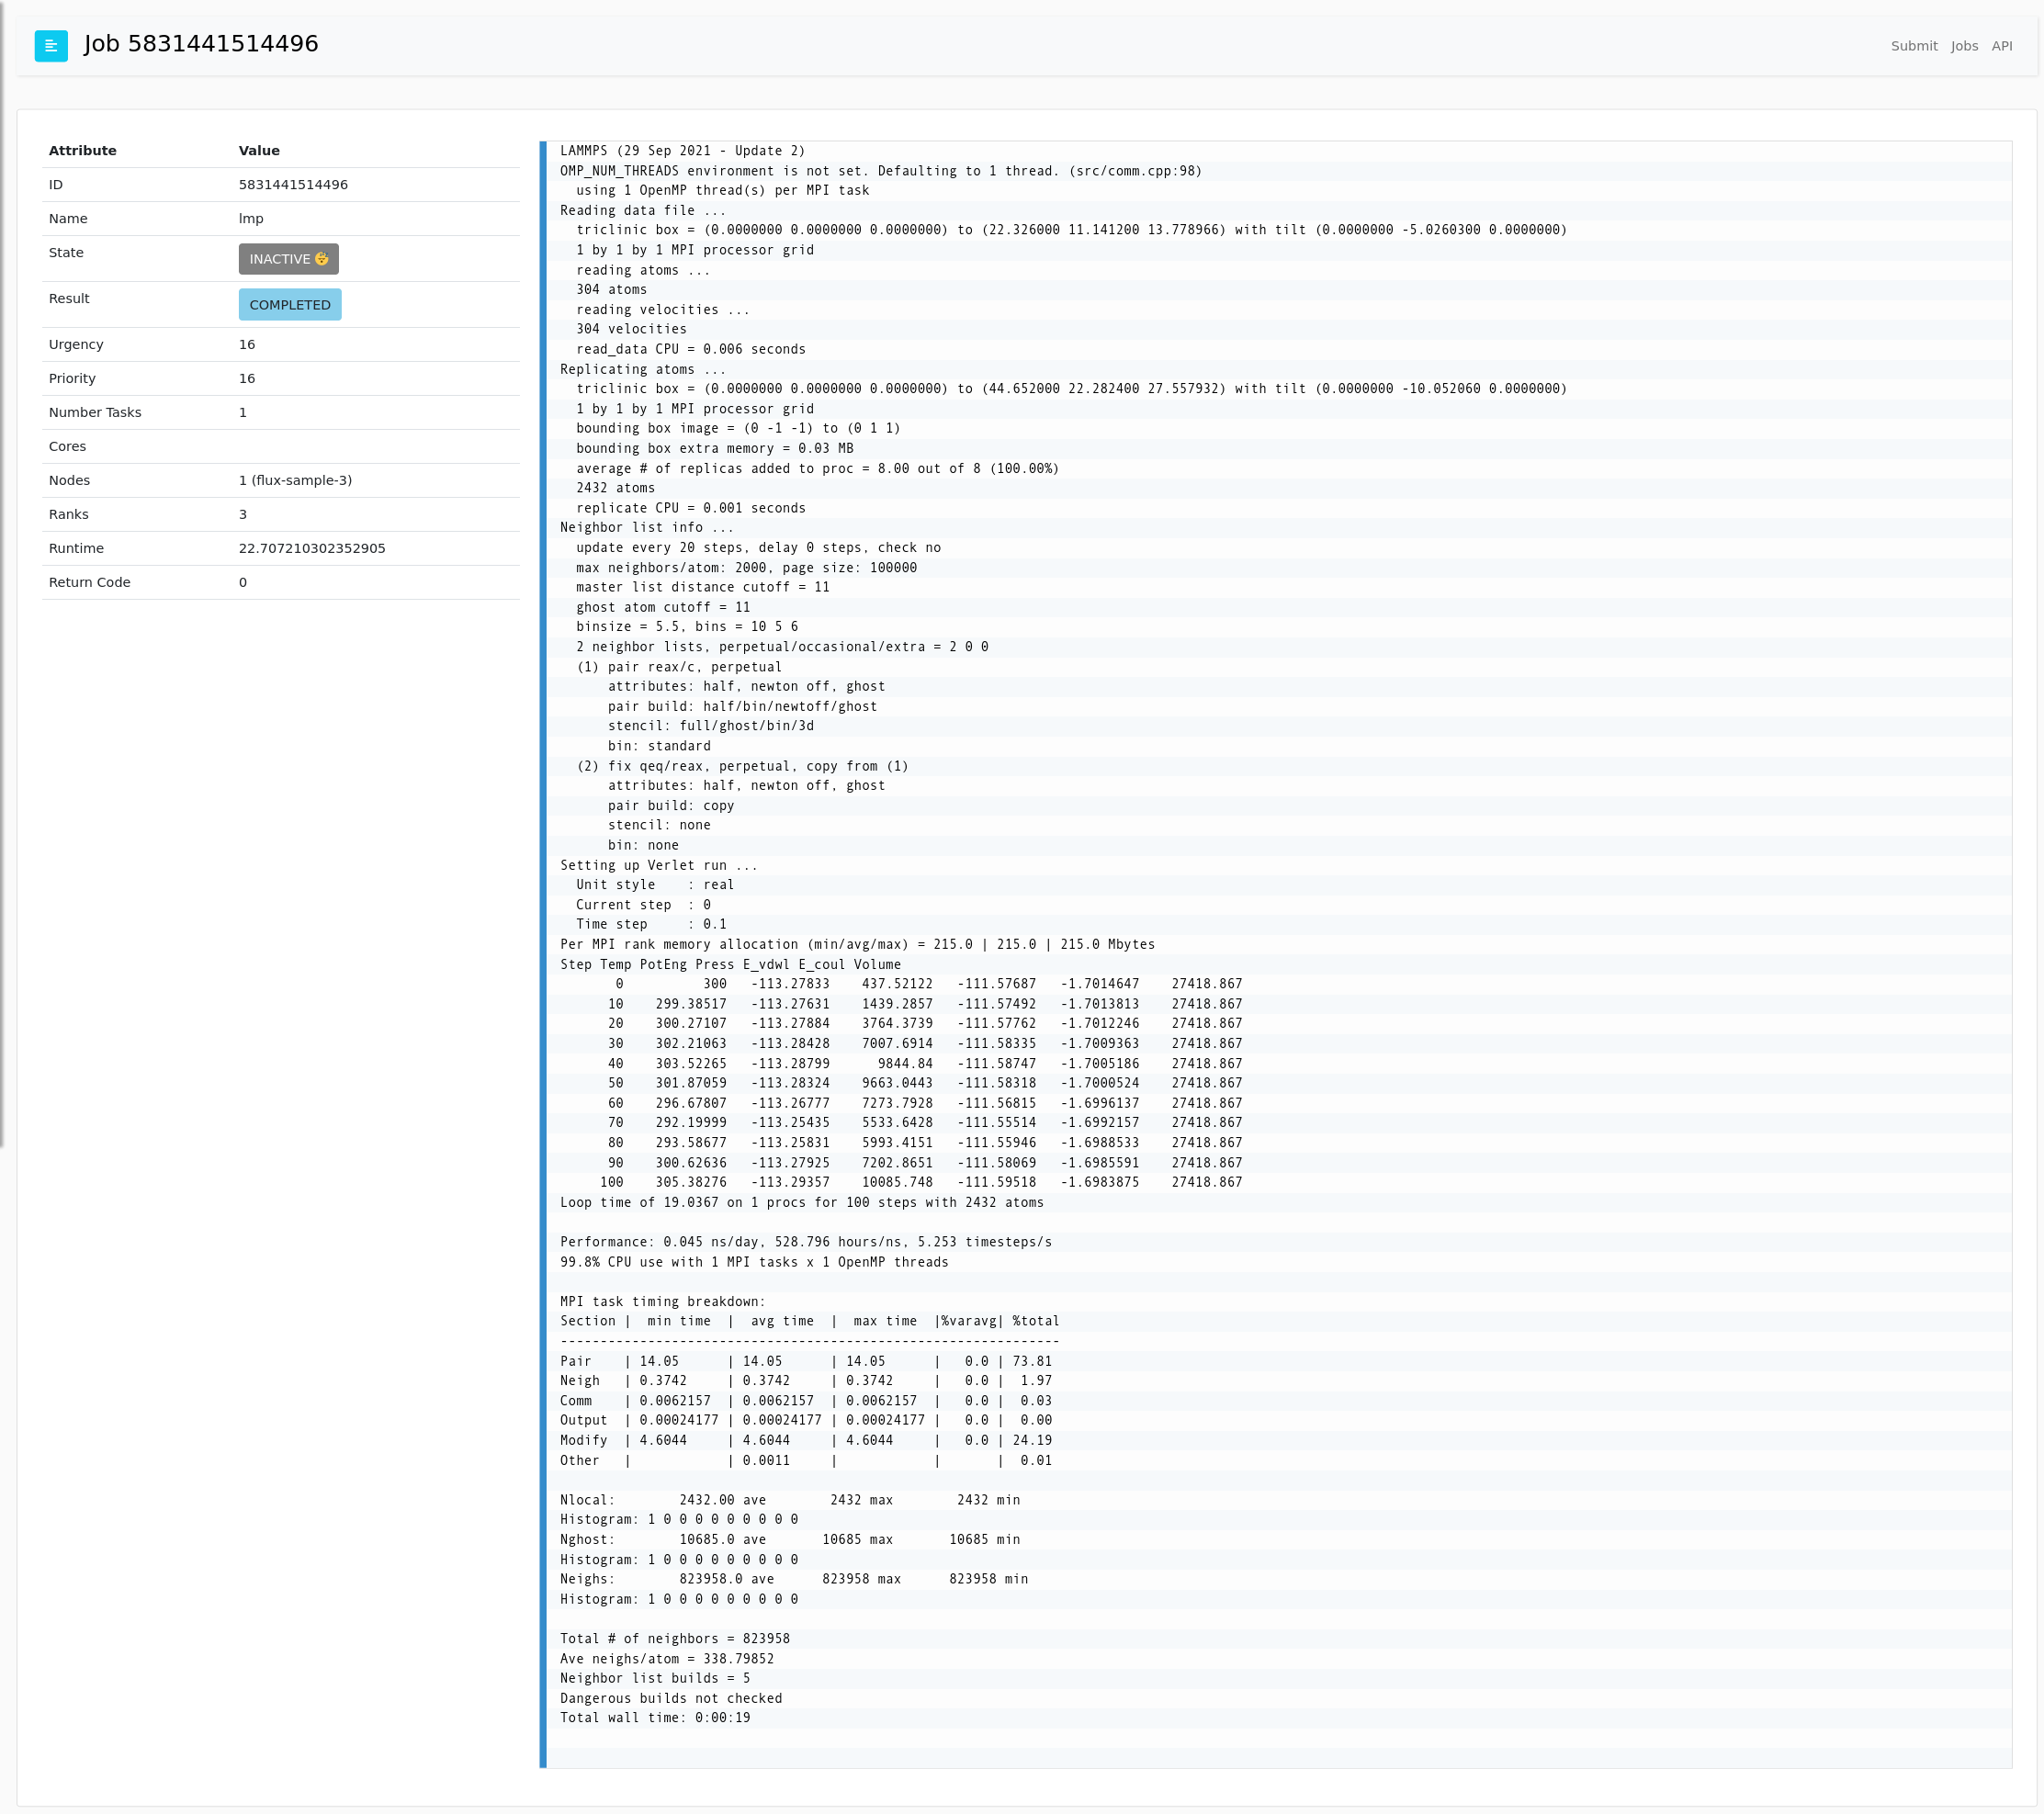 Job 5831441514496
Submit Jobs API
Attribute Value
ID 5831441514496
Name lmp
State INACTIVE 😴
Result COMPLETED
Urgency 16
Priority 16
Number Tasks 1
Cores
Nodes 1 (flux-sample-3)
Ranks 3
Runtime 22.707210302352905
Return Code 0
LAMMPS (29 Sep 2021 - Update 2)
OMP_NUM_THREADS environment is not set. Defaulting to 1 thread. (src/comm.cpp:98)
  using 1 OpenMP thread(s) per MPI task
Reading data file ...
  triclinic box = (0.0000000 0.0000000 0.0000000) to (22.326000 11.141200 13.778966) with tilt (0.0000000 -5.0260300 0.0000000)
  1 by 1 by 1 MPI processor grid
  reading atoms ...
  304 atoms
  reading velocities ...
  304 velocities
  read_data CPU = 0.006 seconds
Replicating atoms ...
  triclinic box = (0.0000000 0.0000000 0.0000000) to (44.652000 22.282400 27.557932) with tilt (0.0000000 -10.052060 0.0000000)
  1 by 1 by 1 MPI processor grid
  bounding box image = (0 -1 -1) to (0 1 1)
  bounding box extra memory = 0.03 MB
  average # of replicas added to proc = 8.00 out of 8 (100.00%)
  2432 atoms
  replicate CPU = 0.001 seconds
Neighbor list info ...
  update every 20 steps, delay 0 steps, check no
  max neighbors/atom: 2000, page size: 100000
  master list distance cutoff = 11
  ghost atom cutoff = 11
  binsize = 5.5, bins = 10 5 6
  2 neighbor lists, perpetual/occasional/extra = 2 0 0
  (1) pair reax/c, perpetual
      attributes: half, newton off, ghost
      pair build: half/bin/newtoff/ghost
      stencil: full/ghost/bin/3d
      bin: standard
  (2) fix qeq/reax, perpetual, copy from (1)
      attributes: half, newton off, ghost
      pair build: copy
      stencil: none
      bin: none
Setting up Verlet run ...
  Unit style    : real
  Current step  : 0
  Time step     : 0.1
Per MPI rank memory allocation (min/avg/max) = 215.0 | 215.0 | 215.0 Mbytes
Step Temp PotEng Press E_vdwl E_coul Volume
       0          300   -113.27833    437.52122   -111.57687   -1.7014647    27418.867
      10    299.38517   -113.27631    1439.2857   -111.57492   -1.7013813    27418.867
      20    300.27107   -113.27884    3764.3739   -111.57762   -1.7012246    27418.867
      30    302.21063   -113.28428    7007.6914   -111.58335   -1.7009363    27418.867
      40    303.52265   -113.28799      9844.84   -111.58747   -1.7005186    27418.867
      50    301.87059   -113.28324    9663.0443   -111.58318   -1.7000524    27418.867
      60    296.67807   -113.26777    7273.7928   -111.56815   -1.6996137    27418.867
      70    292.19999   -113.25435    5533.6428   -111.55514   -1.6992157    27418.867
      80    293.58677   -113.25831    5993.4151   -111.55946   -1.6988533    27418.867
      90    300.62636   -113.27925    7202.8651   -111.58069   -1.6985591    27418.867
     100    305.38276   -113.29357    10085.748   -111.59518   -1.6983875    27418.867
Loop time of 19.0367 on 1 procs for 100 steps with 2432 atoms
Performance: 0.045 ns/day, 528.796 hours/ns, 5.253 timesteps/s
99.8% CPU use with 1 MPI tasks x 1 OpenMP threads
MPI task timing breakdown:
Section |  min time  |  avg time  |  max time  |%varavg| %total
---------------------------------------------------------------
Pair    | 14.05      | 14.05      | 14.05      |   0.0 | 73.81
Neigh   | 0.3742     | 0.3742     | 0.3742     |   0.0 |  1.97
Comm    | 0.0062157  | 0.0062157  | 0.0062157  |   0.0 |  0.03
Output  | 0.00024177 | 0.00024177 | 0.00024177 |   0.0 |  0.00
Modify  | 4.6044     | 4.6044     | 4.6044     |   0.0 | 24.19
Other   |            | 0.0011     |            |       |  0.01
Nlocal:        2432.00 ave        2432 max        2432 min
Histogram: 1 0 0 0 0 0 0 0 0 0
Nghost:        10685.0 ave       10685 max       10685 min
Histogram: 1 0 0 0 0 0 0 0 0 0
Neighs:        823958.0 ave      823958 max      823958 min
Histogram: 1 0 0 0 0 0 0 0 0 0
Total # of neighbors = 823958
Ave neighs/atom = 338.79852
Neighbor list builds = 5
Dangerous builds not checked
Total wall time: 0:00:19